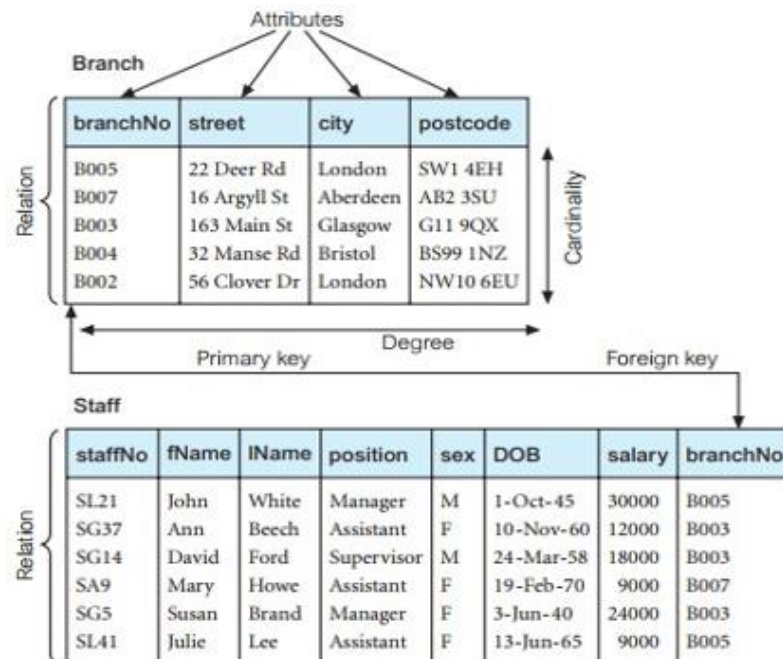 Attributes
Branch
branchNo street city postcode
B005 22 Deer Rd London SW1 4EH
B007 16 Argyll St Aberdeen AB2 3SU
B003 163 Main St Glasgow G11 9QX
B004 32 Manse Rd Bristol BS99 1NZ
B002 56 Clover Dr London NW10 6EU
Relation
Cardinality
Degree
Primary key Foreign key
Staff
staffNo fName lName position sex DOB salary branchNo
SL21 John White Manager M 1-Oct-45 30000 B005
SG37 Ann Beech Assistant F 10-Nov-60 12000 B003
SG14 David Ford Supervisor M 24-Mar-58 18000 B003
SA9 Mary Howe Assistant F 19-Feb-70 9000 B007
SG5 Susan Brand Manager F 3-Jun-40 24000 B003
SL41 Julie Lee Assistant F 13-Jun-65 9000 B005
Relation